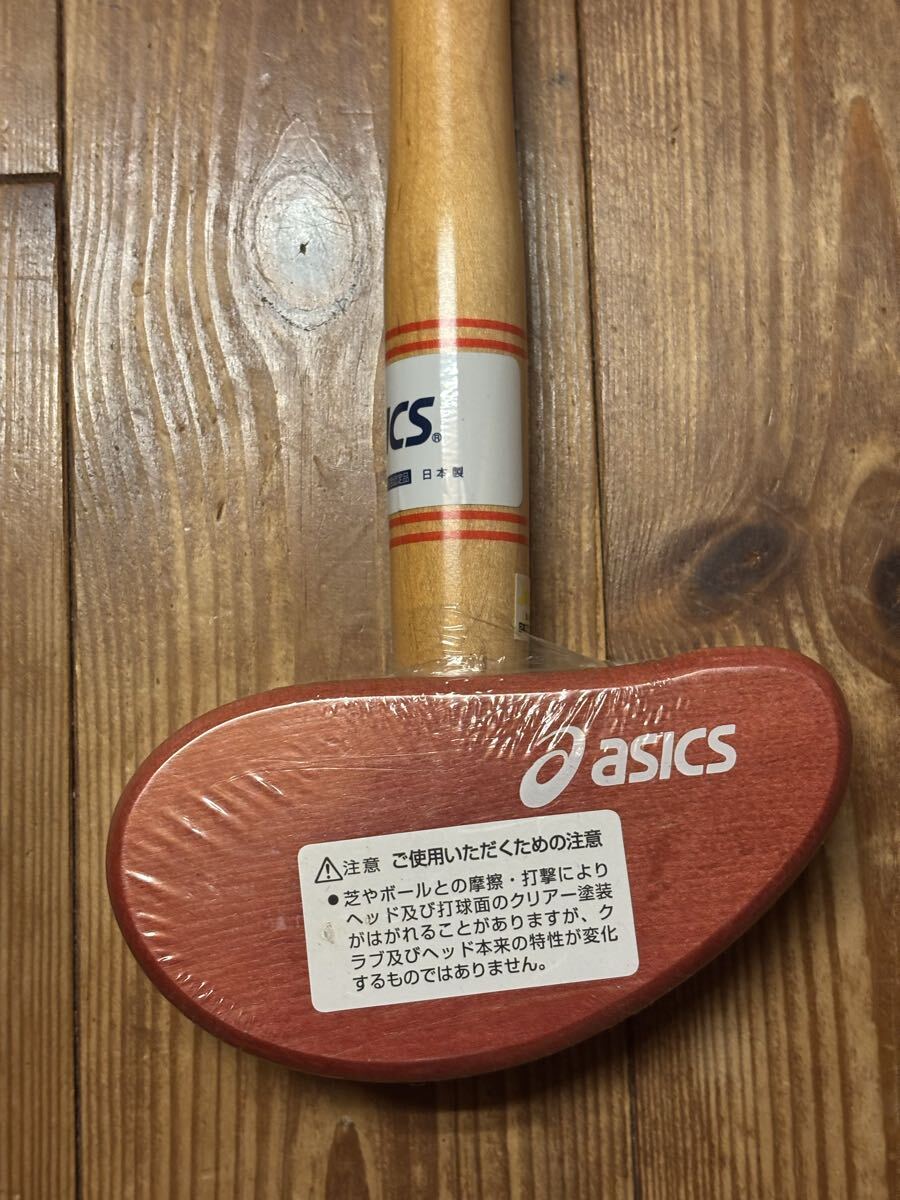 ICS®
認定品 日本製
asics
⚠注意 ご使用いただくための注意
●芝やボールとの摩擦・打撃により
ヘッド及び打球面のクリアー塗装
がはがれることがありますが、ク
ラブ及びヘッド本来の特性が変化
するものではありません。